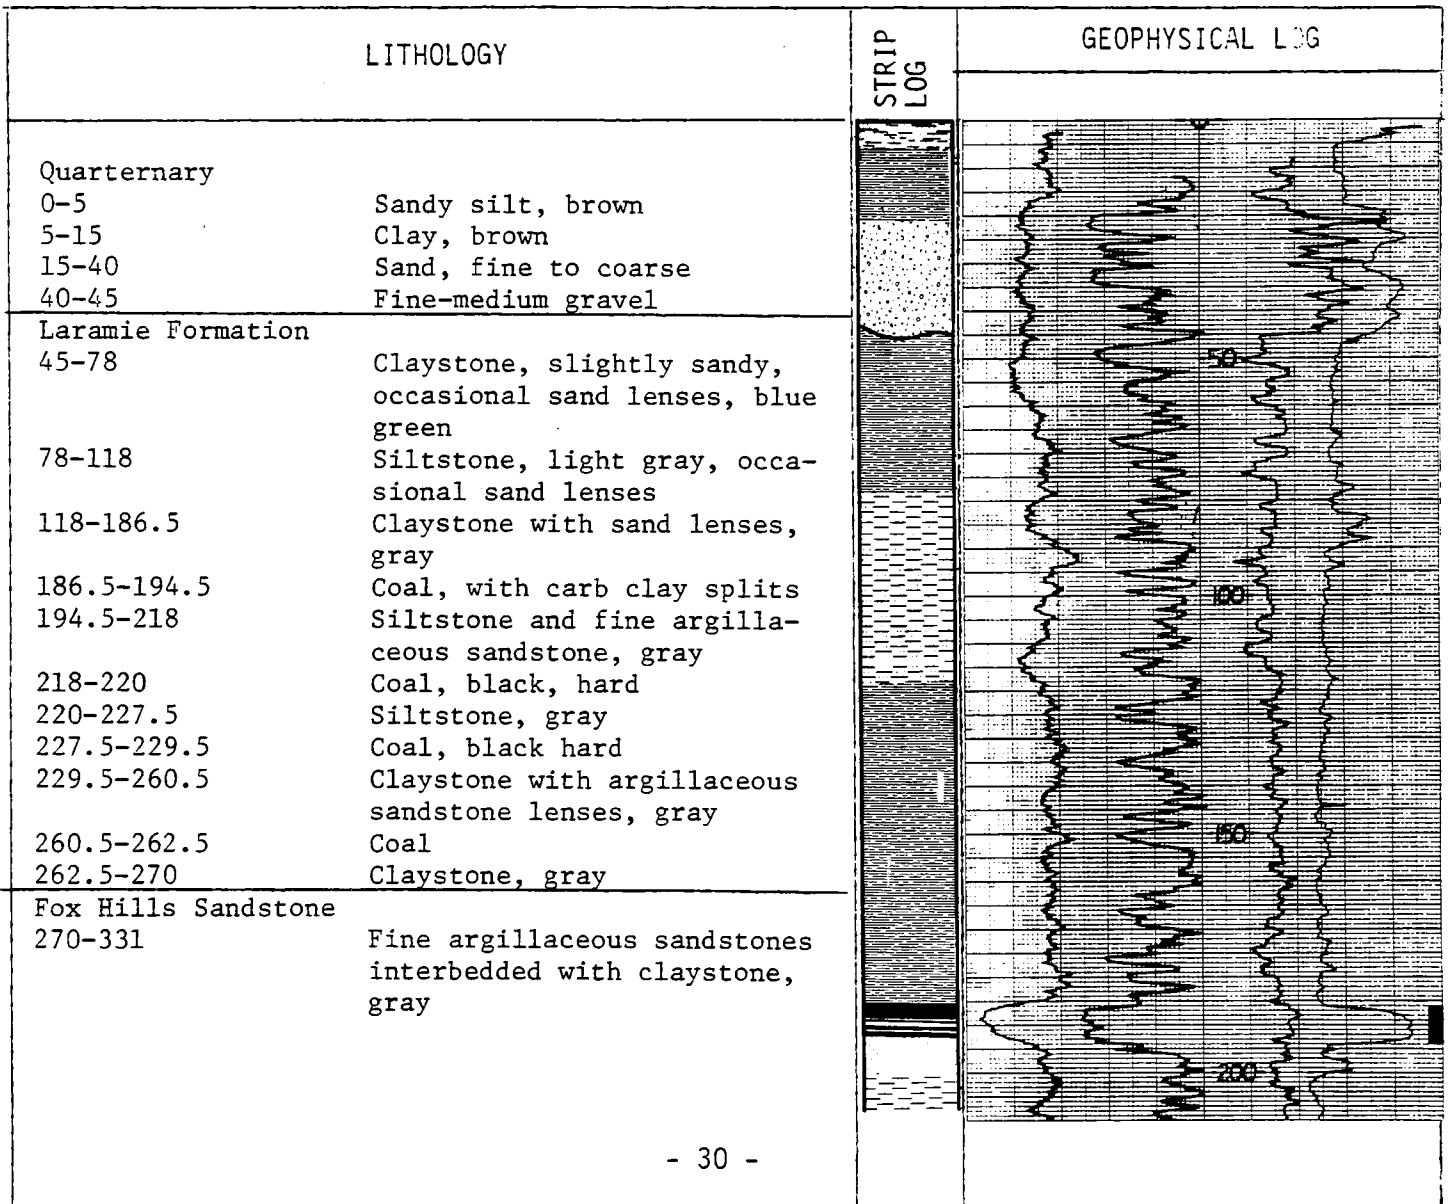 LITHOLOGY
STRIP
LOG
GEOPHYSICAL LOG
Quarternary
0-5 Sandy silt, brown
5-15 Clay, brown
15-40 Sand, fine to coarse
40-45 Fine-medium gravel
Laramie Formation
45-78 Claystone, slightly sandy,
occasional sand lenses, blue
green
78-118 Siltstone, light gray, occa-
sional sand lenses
118-186.5 Claystone with sand lenses,
gray
186.5-194.5 Coal, with carb clay splits
194.5-218 Siltstone and fine argilla-
ceous sandstone, gray
218-220 Coal, black, hard
220-227.5 Siltstone, gray
227.5-229.5 Coal, black hard
229.5-260.5 Claystone with argillaceous
sandstone lenses, gray
260.5-262.5 Coal
262.5-270 Claystone, gray
Fox Hills Sandstone
270-331 Fine argillaceous sandstones
interbedded with claystone,
gray
50
100
150
200
- 30 -